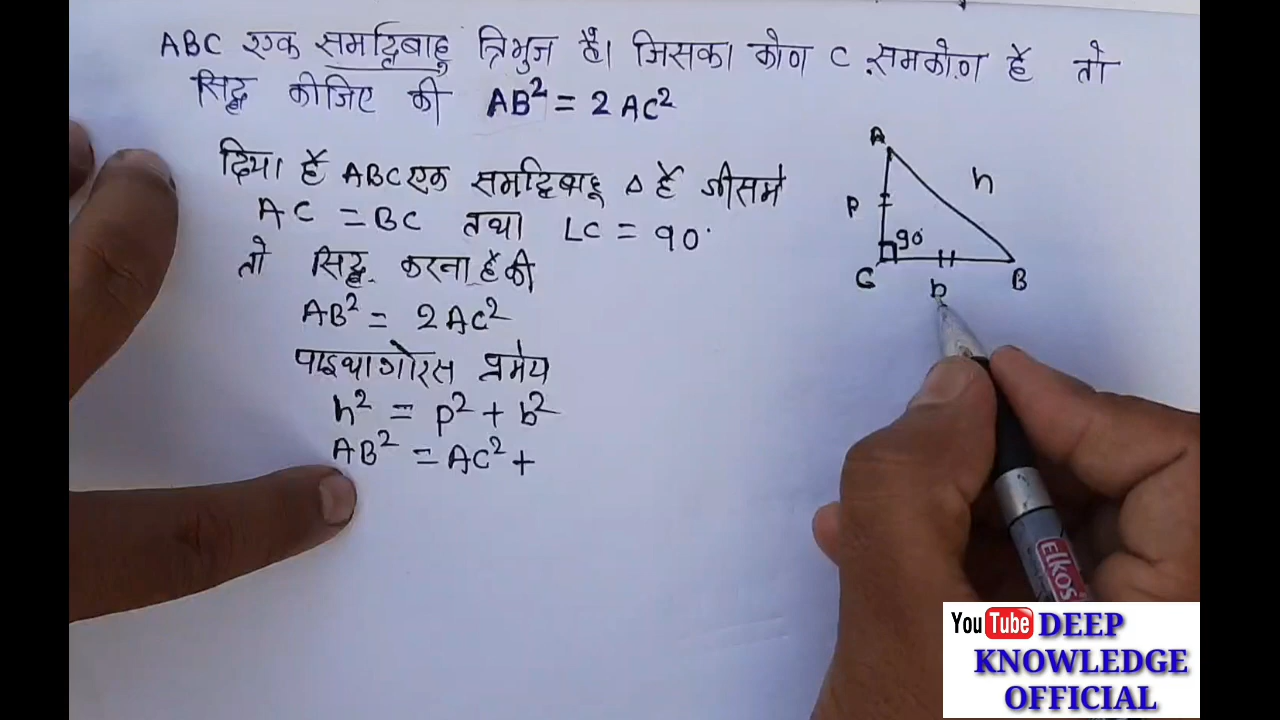 ABC एक समद्विबाहू त्रिभुज है। जिसका कोण C समकोण है तो
सिद्ध कीजिए की AB² = 2AC²
दिया है ABC एक समद्विबाहू Δ है जीसमे
AC = BC तथा ∠C = 90°
तो सिद्ध करना है की
AB² = 2AC²
पाइथागोरस प्रमेय
h² = p² + b²
AB² = AC² +
A
h
P
90°
C
B
b
Elkos
YouTube DEEP
KNOWLEDGE
OFFICIAL